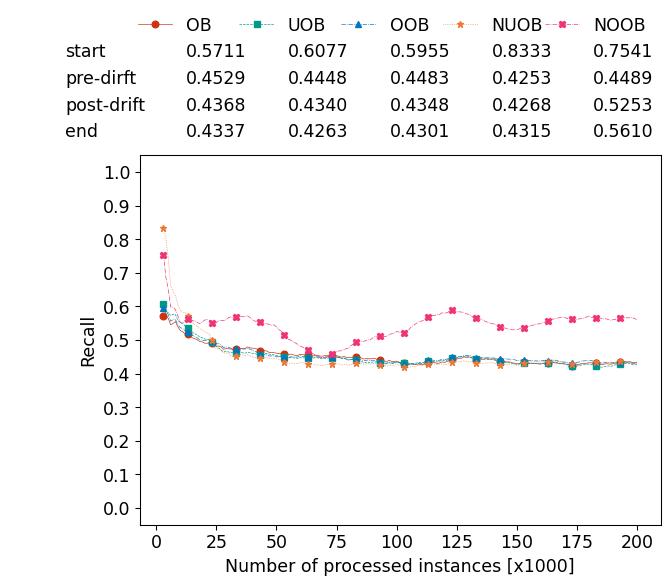 OB UOB OOB NUOB NOOB
start 0.5711 0.6077 0.5955 0.8333 0.7541
pre-dirft 0.4529 0.4448 0.4483 0.4253 0.4489
post-drift 0.4368 0.4340 0.4348 0.4268 0.5253
end 0.4337 0.4263 0.4301 0.4315 0.5610
1.0
0.9
0.8
0.7
0.6
0.5
0.4
0.3
0.2
0.1
0.0
Recall
0 25 50 75 100 125 150 175 200
Number of processed instances [x1000]